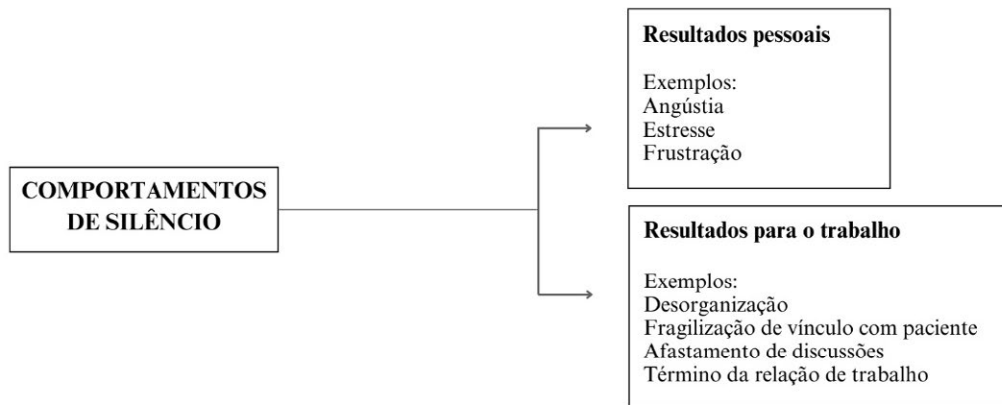 COMPORTAMENTOS
DE SILÊNCIO
Resultados pessoais
Exemplos:
Angústia
Estresse
Frustração
Resultados para o trabalho
Exemplos:
Desorganização
Fragilização de vínculo com paciente
Afastamento de discussões
Término da relação de trabalho